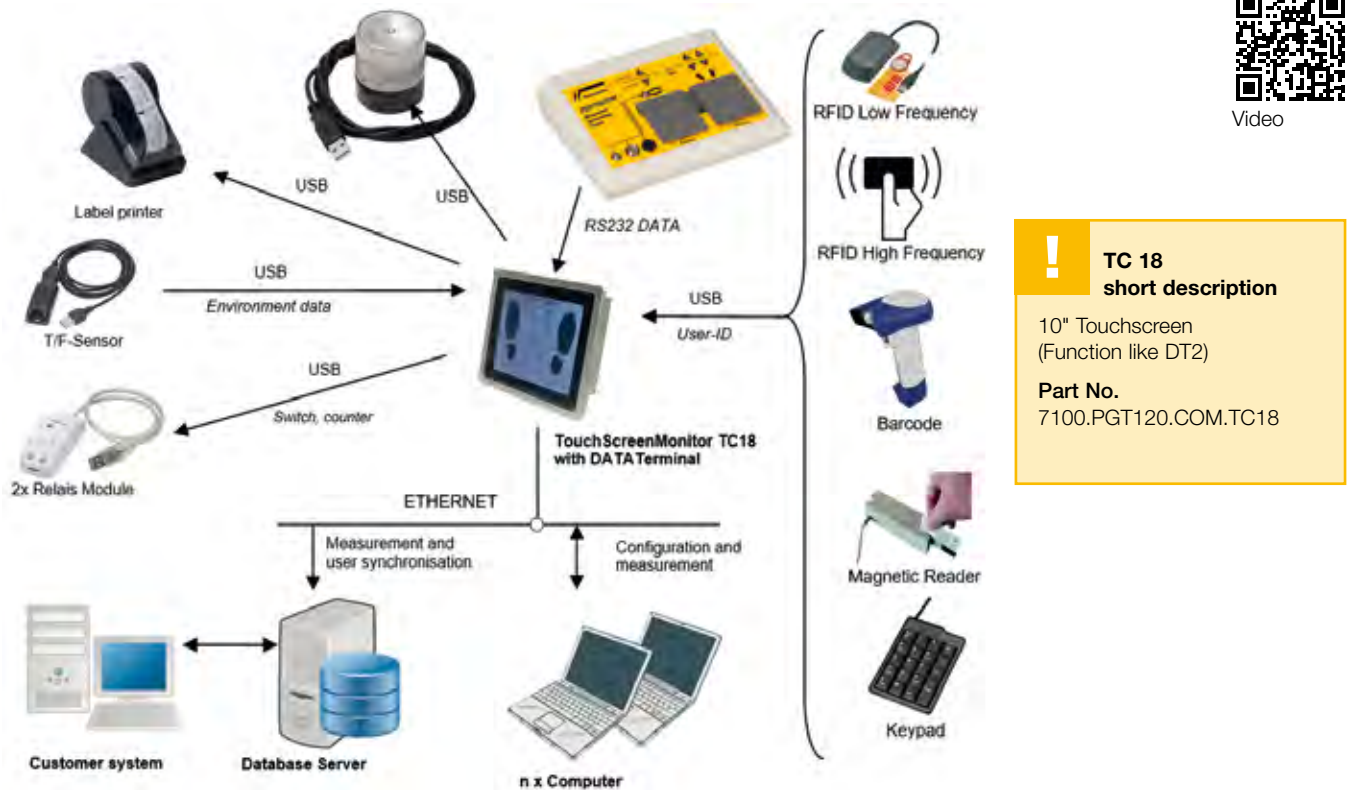 Video
RFID Low Frequency
USB
USB
Label printer
RS232 DATA
RFID High Frequency
!
TC 18
short description
10" Touchscreen
(Function like DT2)
Part No.
7100.PGT120.COM.TC18
USB
Environment data
T/F-Sensor
USB
User-ID
USB
Switch, counter
2x Relais Module
Barcode
TouchScreenMonitor TC18
with DATATerminal
ETHERNET
Measurement and
user synchronisation
Configuration and
measurement
Magnetic Reader
Keypad
Customer system
Database Server
n x Computer